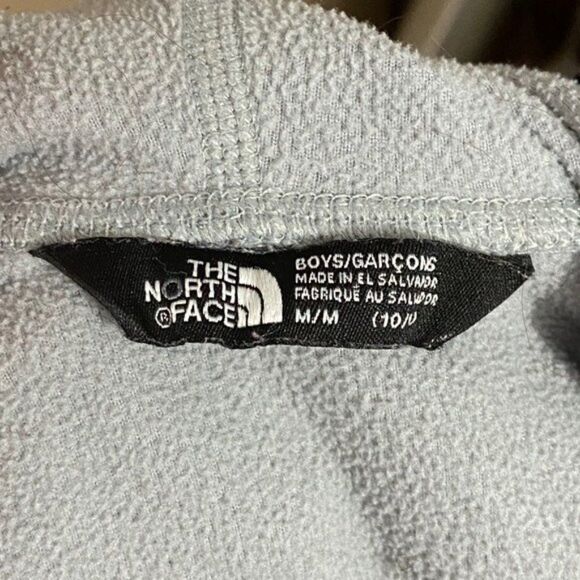 THE
NORTH
FACE
®
BOYS/GARÇONS
MADE IN EL SALVADOR
FABRIQUÉ AU SALVADOR
M/M